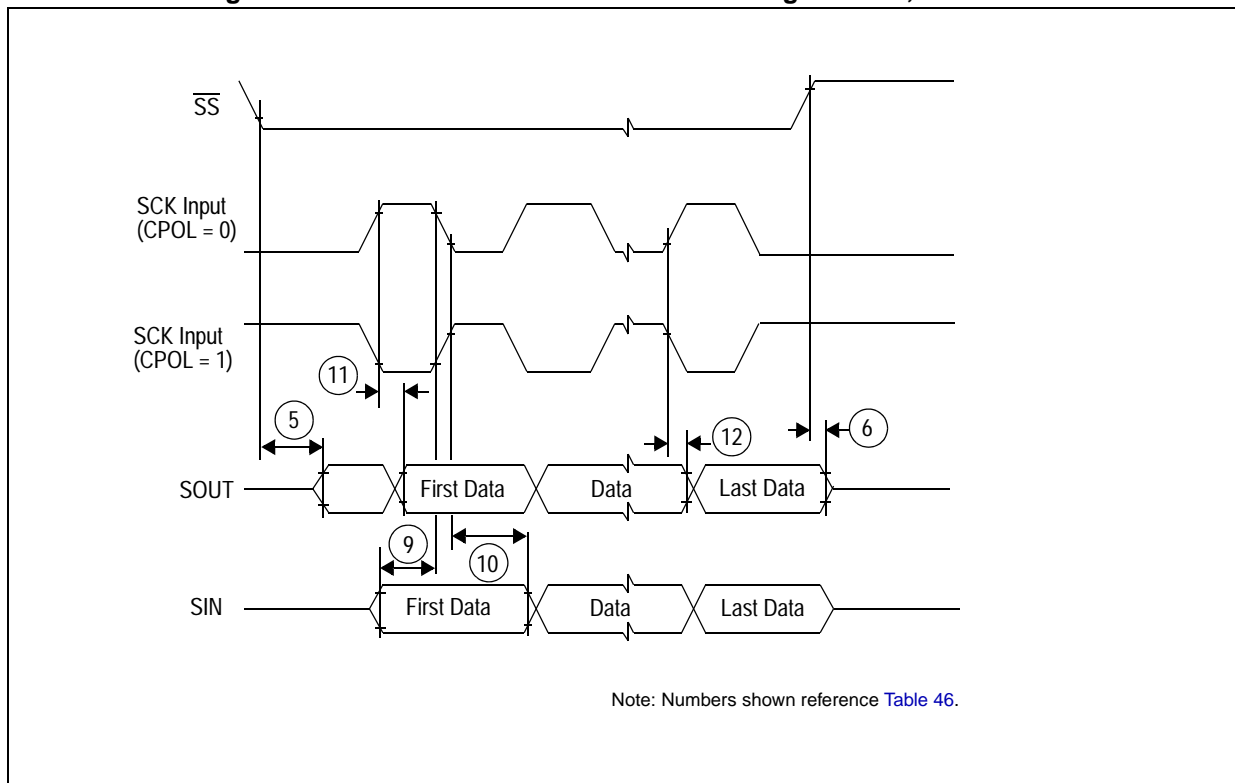 SS
SCK Input
(CPOL = 0)
SCK Input
(CPOL = 1)
11
5
12
6
SOUT
First Data
Data
Last Data
9
10
SIN
First Data
Data
Last Data
Note: Numbers shown reference Table 46.